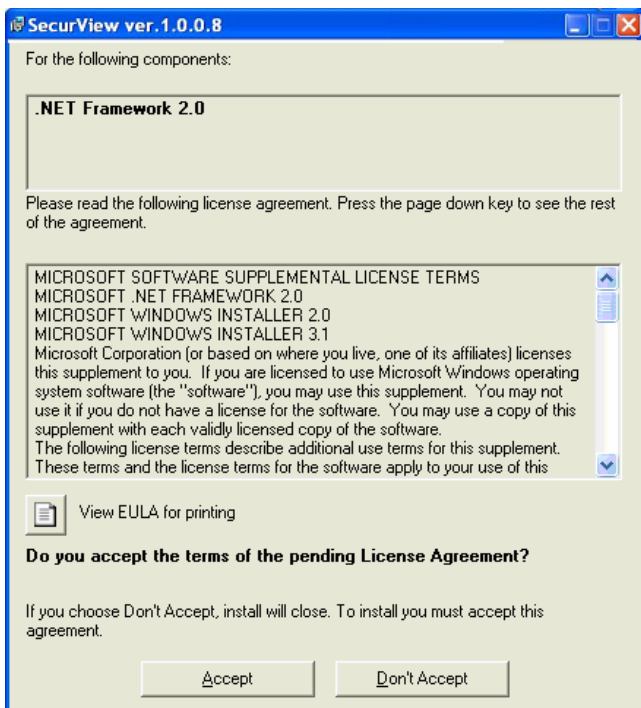 SecurView ver.1.0.0.8
For the following components:
.NET Framework 2.0
Please read the following license agreement. Press the page down key to see the rest
of the agreement.
MICROSOFT SOFTWARE SUPPLEMENTAL LICENSE TERMS
MICROSOFT .NET FRAMEWORK 2.0
MICROSOFT WINDOWS INSTALLER 2.0
MICROSOFT WINDOWS INSTALLER 3.1
Microsoft Corporation (or based on where you live, one of its affiliates) licenses
this supplement to you.  If you are licensed to use Microsoft Windows operating
system software (the "software"), you may use this supplement.  You may not
use it if you do not have a license for the software.  You may use a copy of this
supplement with each validly licensed copy of the software.
The following license terms describe additional use terms for this supplement.
These terms and the license terms for the software apply to your use of this
View EULA for printing
Do you accept the terms of the pending License Agreement?
If you choose Don't Accept, install will close. To install you must accept this
agreement.
Accept
Don't Accept